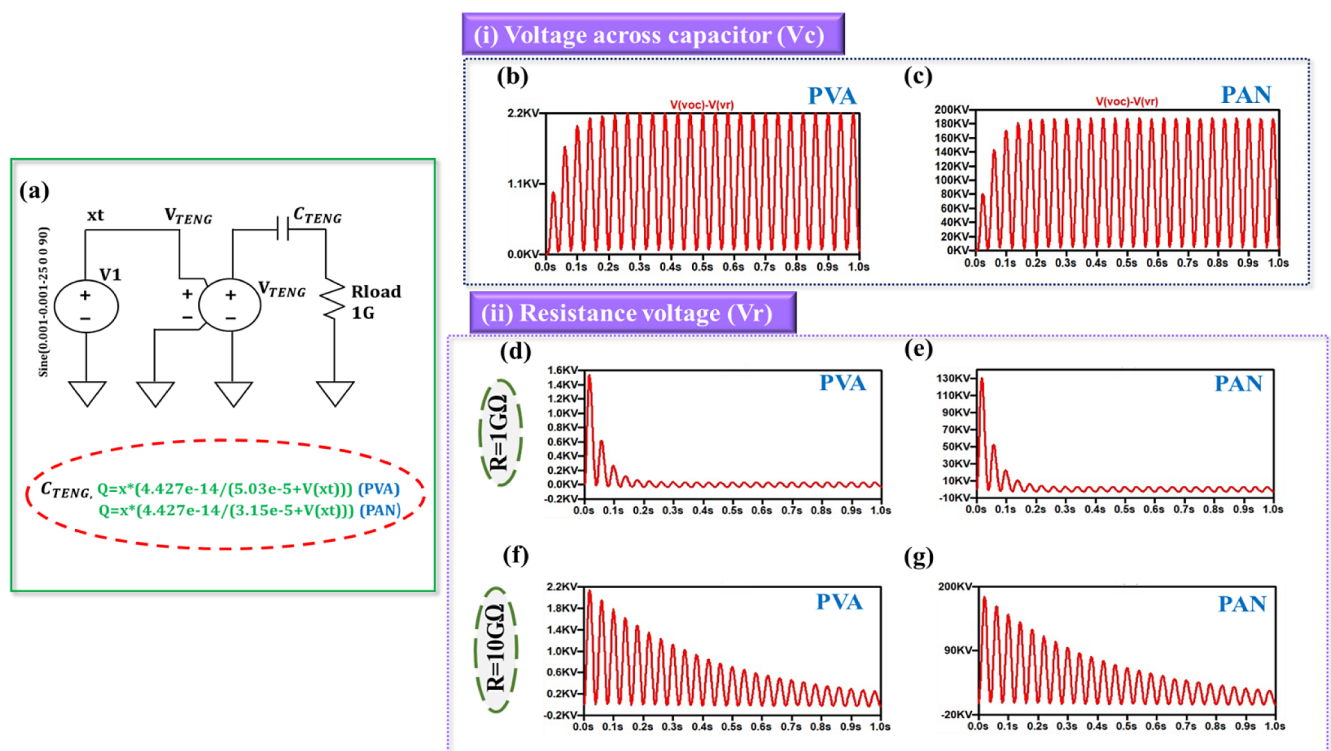 (i) Voltage across capacitor (Vc)
(b)
PVA
V(voc)-V(vr)
2.2KV
1.1KV
0.0KV
0.0s 0.1s 0.2s 0.3s 0.4s 0.5s 0.6s 0.7s 0.8s 0.9s 1.0s
(c)
PAN
V(voc)-V(vr)
200KV
180KV
160KV
140KV
120KV
100KV
80KV
60KV
40KV
20KV
0KV
0.0s 0.1s 0.2s 0.3s 0.4s 0.5s 0.6s 0.7s 0.8s 0.9s 1.0s
(a)
xt
V_TENG
C_TENG
Sine(0.001-0.001-25 0 0 90)
V1
+
−
+
−
+
−
V_TENG
Rload
1G
C_TENG, Q=x*(4.427e-14/(5.03e-5+V(xt))) (PVA)
Q=x*(4.427e-14/(3.15e-5+V(xt))) (PAN)
(ii) Resistance voltage (Vr)
R=1GΩ
(d)
PVA
1.6KV
1.4KV
1.2KV
1.0KV
0.8KV
0.6KV
0.4KV
0.2KV
0.0KV
-0.2KV
0.0s 0.1s 0.2s 0.3s 0.4s 0.5s 0.6s 0.7s 0.8s 0.9s 1.0s
(e)
PAN
130KV
110KV
90KV
70KV
50KV
30KV
10KV
-10KV
0.0s 0.1s 0.2s 0.3s 0.4s 0.5s 0.6s 0.7s 0.8s 0.9s 1.0s
R=10GΩ
(f)
PVA
2.2KV
1.8KV
1.4KV
1.0KV
0.6KV
0.2KV
-0.2KV
0.0s 0.1s 0.2s 0.3s 0.4s 0.5s 0.6s 0.7s 0.8s 0.9s 1.0s
(g)
PAN
200KV
90KV
-20KV
0.0s 0.1s 0.2s 0.3s 0.4s 0.5s 0.6s 0.7s 0.8s 0.9s 1.0s